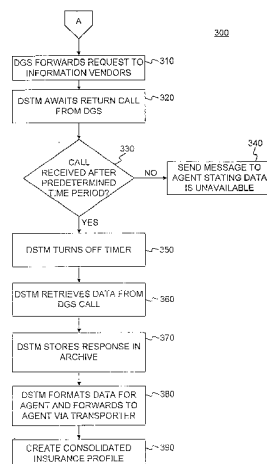 A
300
DGS FORWARDS REQUEST TO
INFORMATION VENDORS
310
DSTM AWAITS RETURN CALL
FROM DGS
320
330
CALL
RECEIVED AFTER
PREDETERMINED
TIME PERIOD?
NO
340
SEND MESSAGE TO
AGENT STATING DATA
IS UNAVAILABLE
YES
DSTM TURNS OFF TIMER
350
DSTM RETRIEVES DATA FROM
DGS CALL
360
DSTM STORES RESPONSE IN
ARCHIVE
370
DSTM FORMATS DATA FOR
AGENT AND FORWARDS TO
AGENT VIA TRANSPORTER
380
CREATE CONSOLIDATED
INSURANCE PROFILE
390